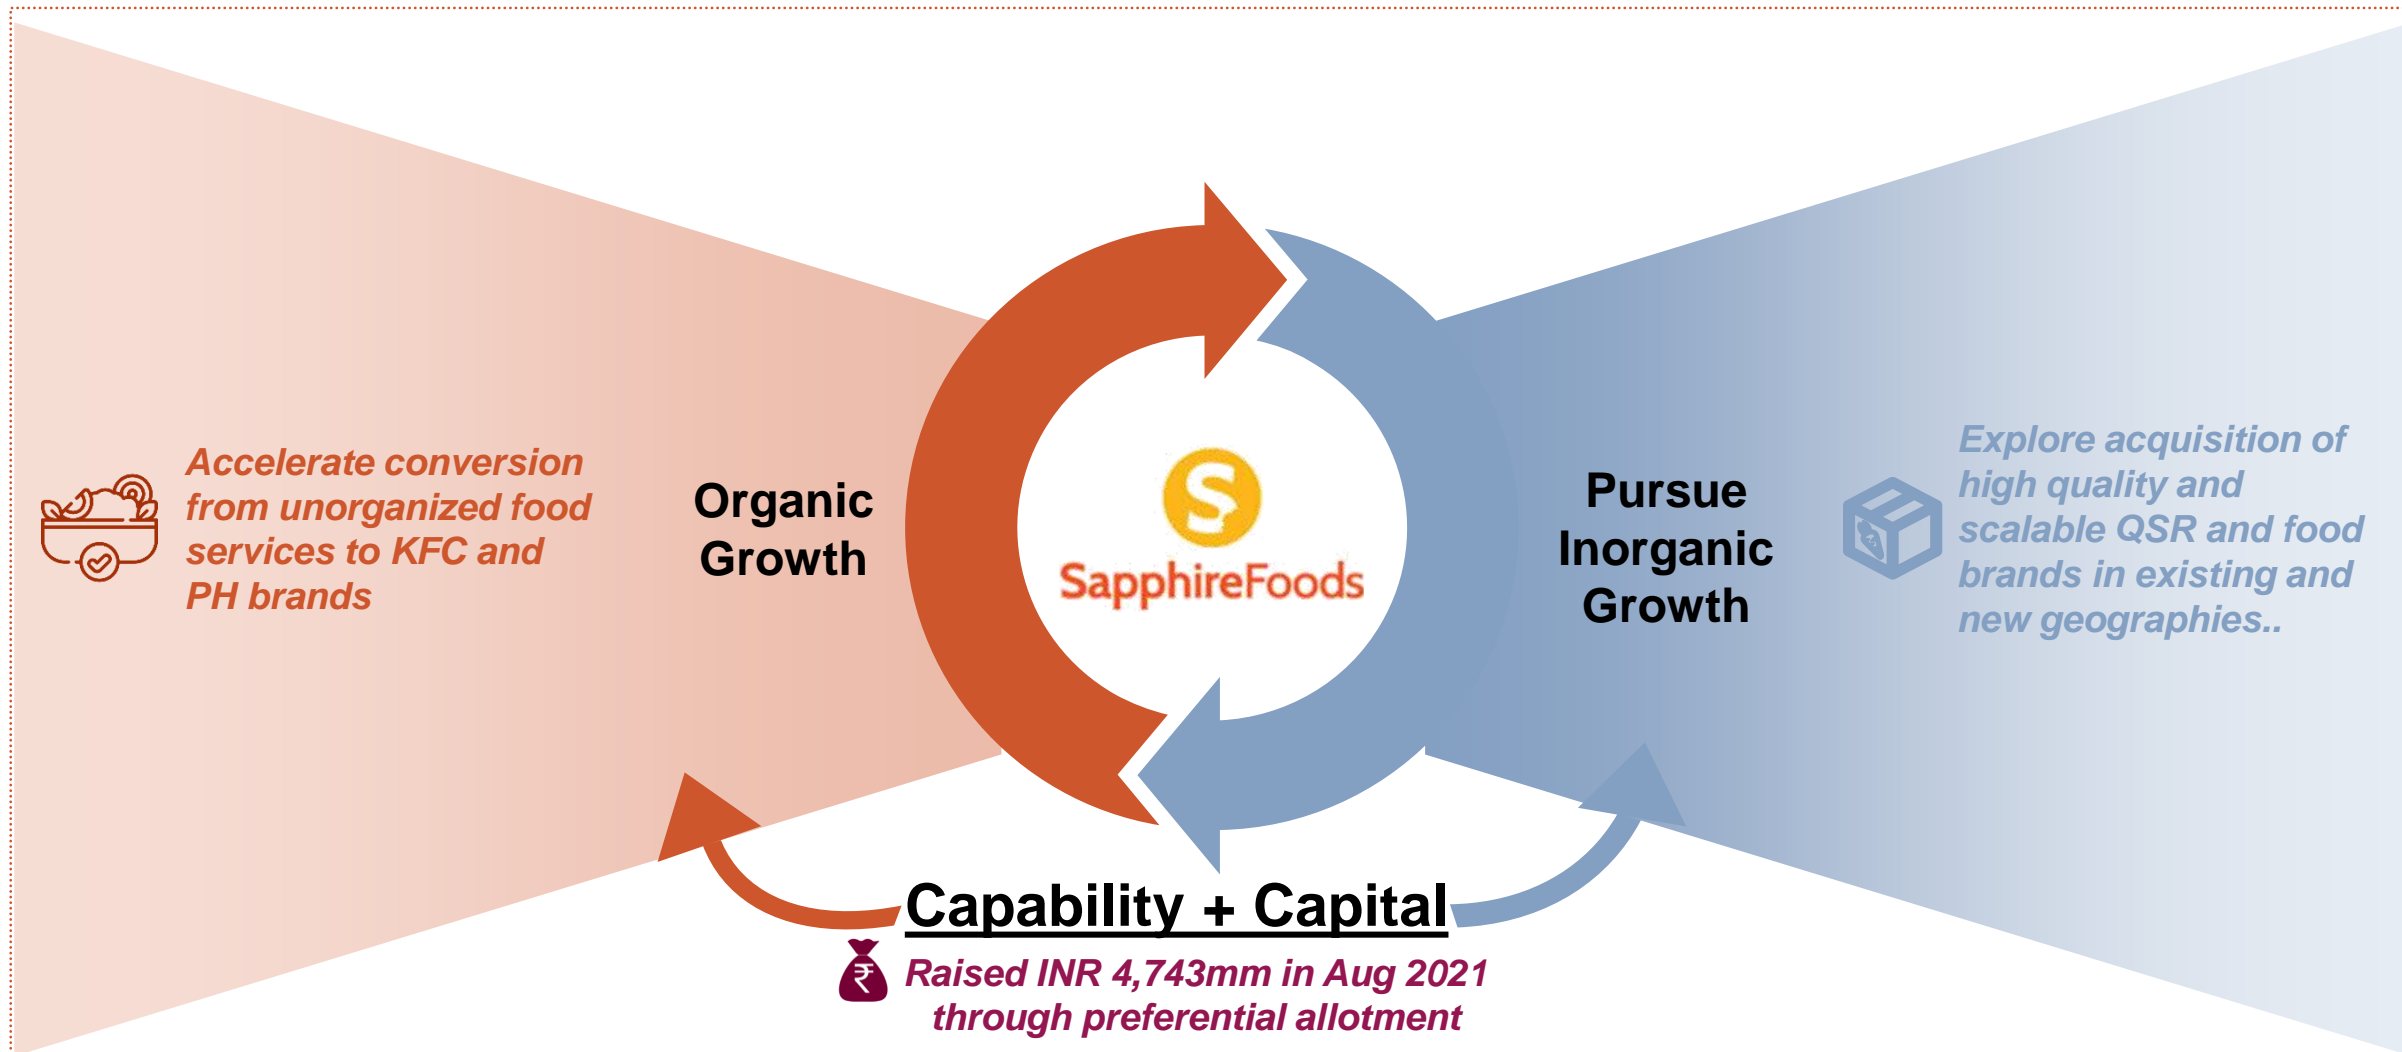 Accelerate conversion
from unorganized food
services to KFC and
PH brands
Organic
Growth
SapphireFoods
Pursue
Inorganic
Growth
Explore acquisition of
high quality and
scalable QSR and food
brands in existing and
new geographies..
Capability + Capital
₹
Raised INR 4,743mm in Aug 2021
through preferential allotment